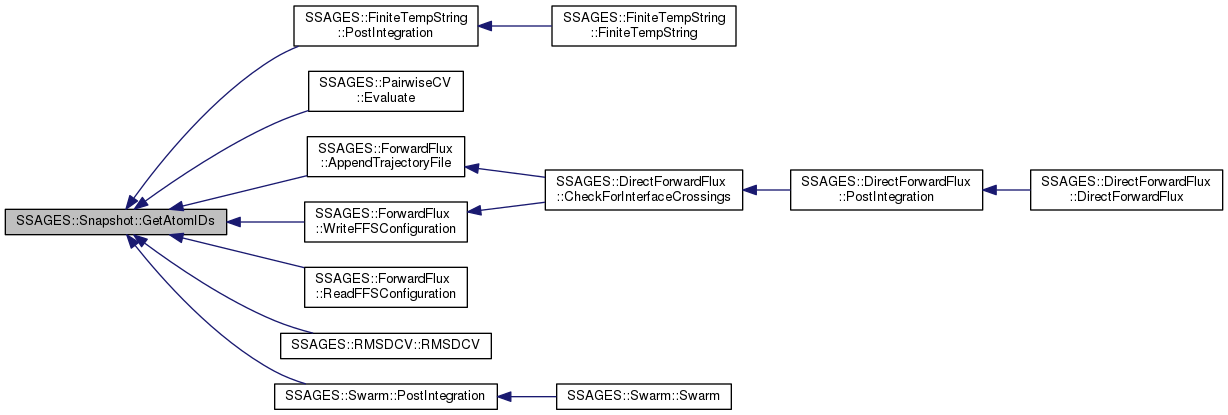 SSAGES::FiniteTempString
::PostIntegration
SSAGES::FiniteTempString
::FiniteTempString
SSAGES::PairwiseCV
::Evaluate
SSAGES::ForwardFlux
::AppendTrajectoryFile
SSAGES::DirectForwardFlux
::CheckForInterfaceCrossings
SSAGES::DirectForwardFlux
::PostIntegration
SSAGES::DirectForwardFlux
::DirectForwardFlux
SSAGES::Snapshot::GetAtomIDs
SSAGES::ForwardFlux
::WriteFFSConfiguration
SSAGES::ForwardFlux
::ReadFFSConfiguration
SSAGES::RMSDCV::RMSDCV
SSAGES::Swarm::PostIntegration
SSAGES::Swarm::Swarm